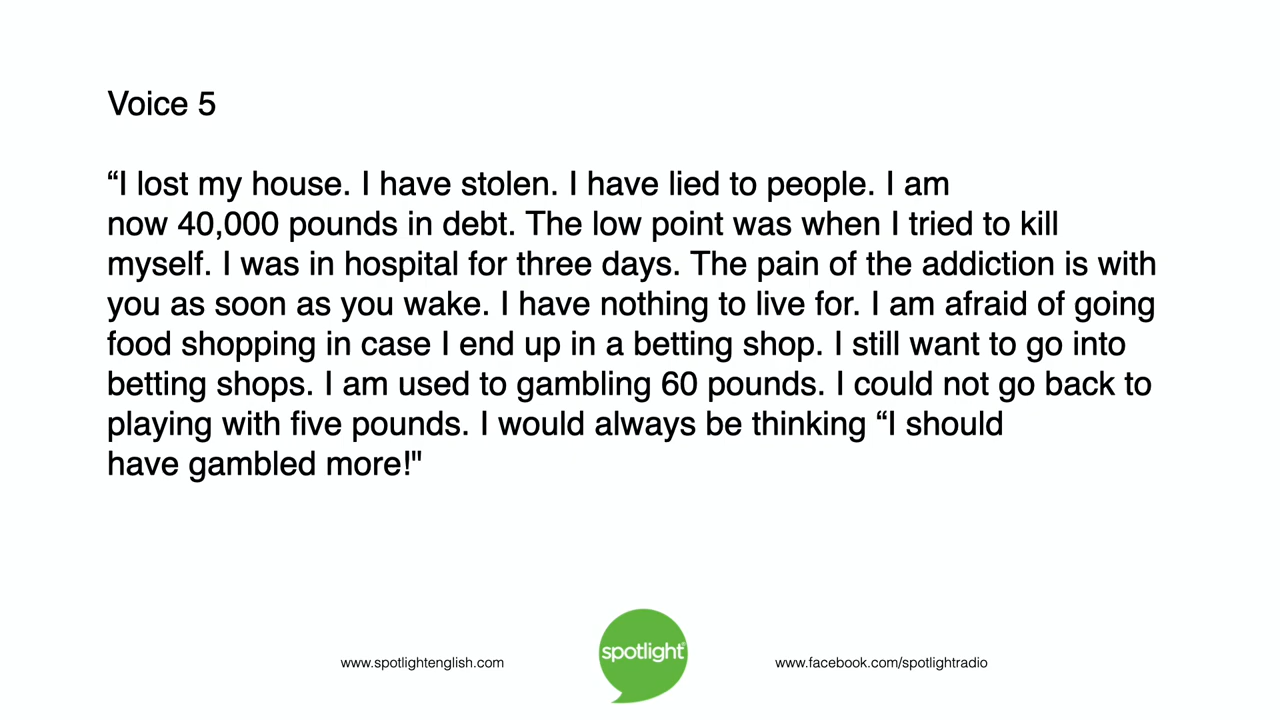 Voice 5
“I lost my house. I have stolen. I have lied to people. I am
now 40,000 pounds in debt. The low point was when I tried to kill
myself. I was in hospital for three days. The pain of the addiction is with
you as soon as you wake. I have nothing to live for. I am afraid of going
food shopping in case I end up in a betting shop. I still want to go into
betting shops. I am used to gambling 60 pounds. I could not go back to
playing with five pounds. I would always be thinking “I should
have gambled more!"
www.spotlightenglish.com
spotlight®
www.facebook.com/spotlightradio